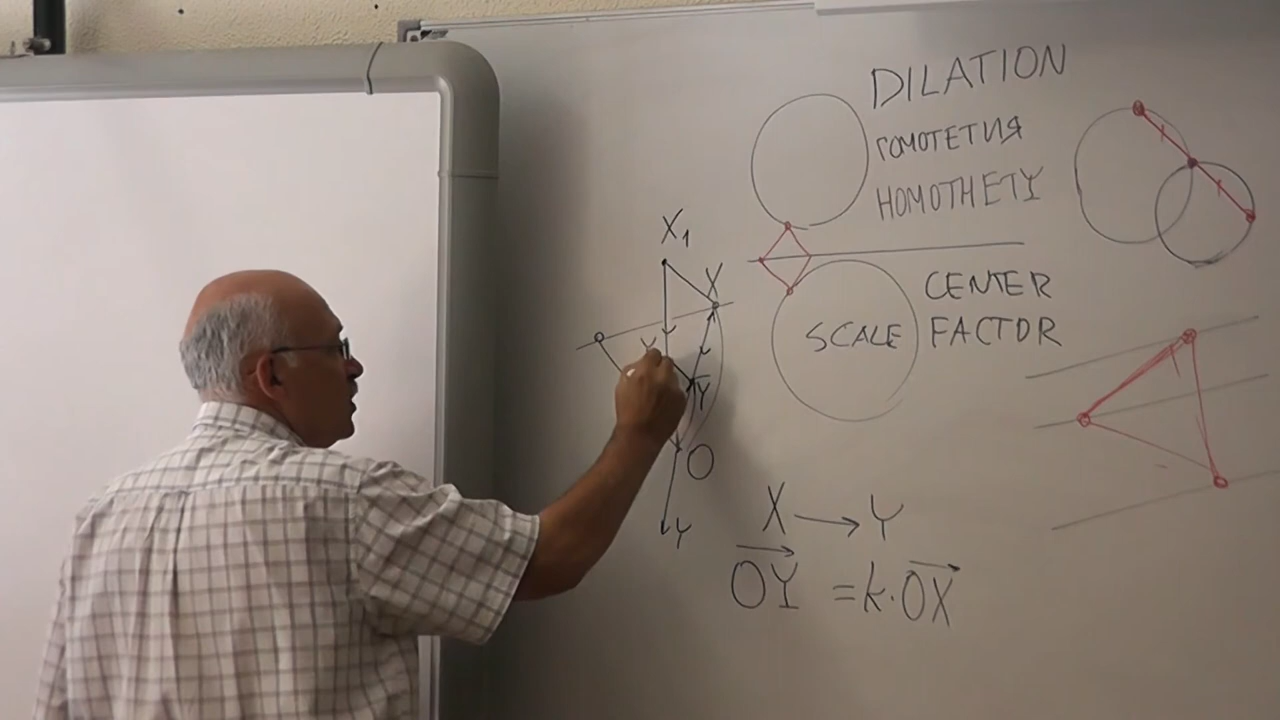 DILATION
ГОМОТЕТИЯ
HOMOTHETY
X₁
X
CENTER
SCALE FACTOR
Y
O
Y
X → Y
OY = k·OX